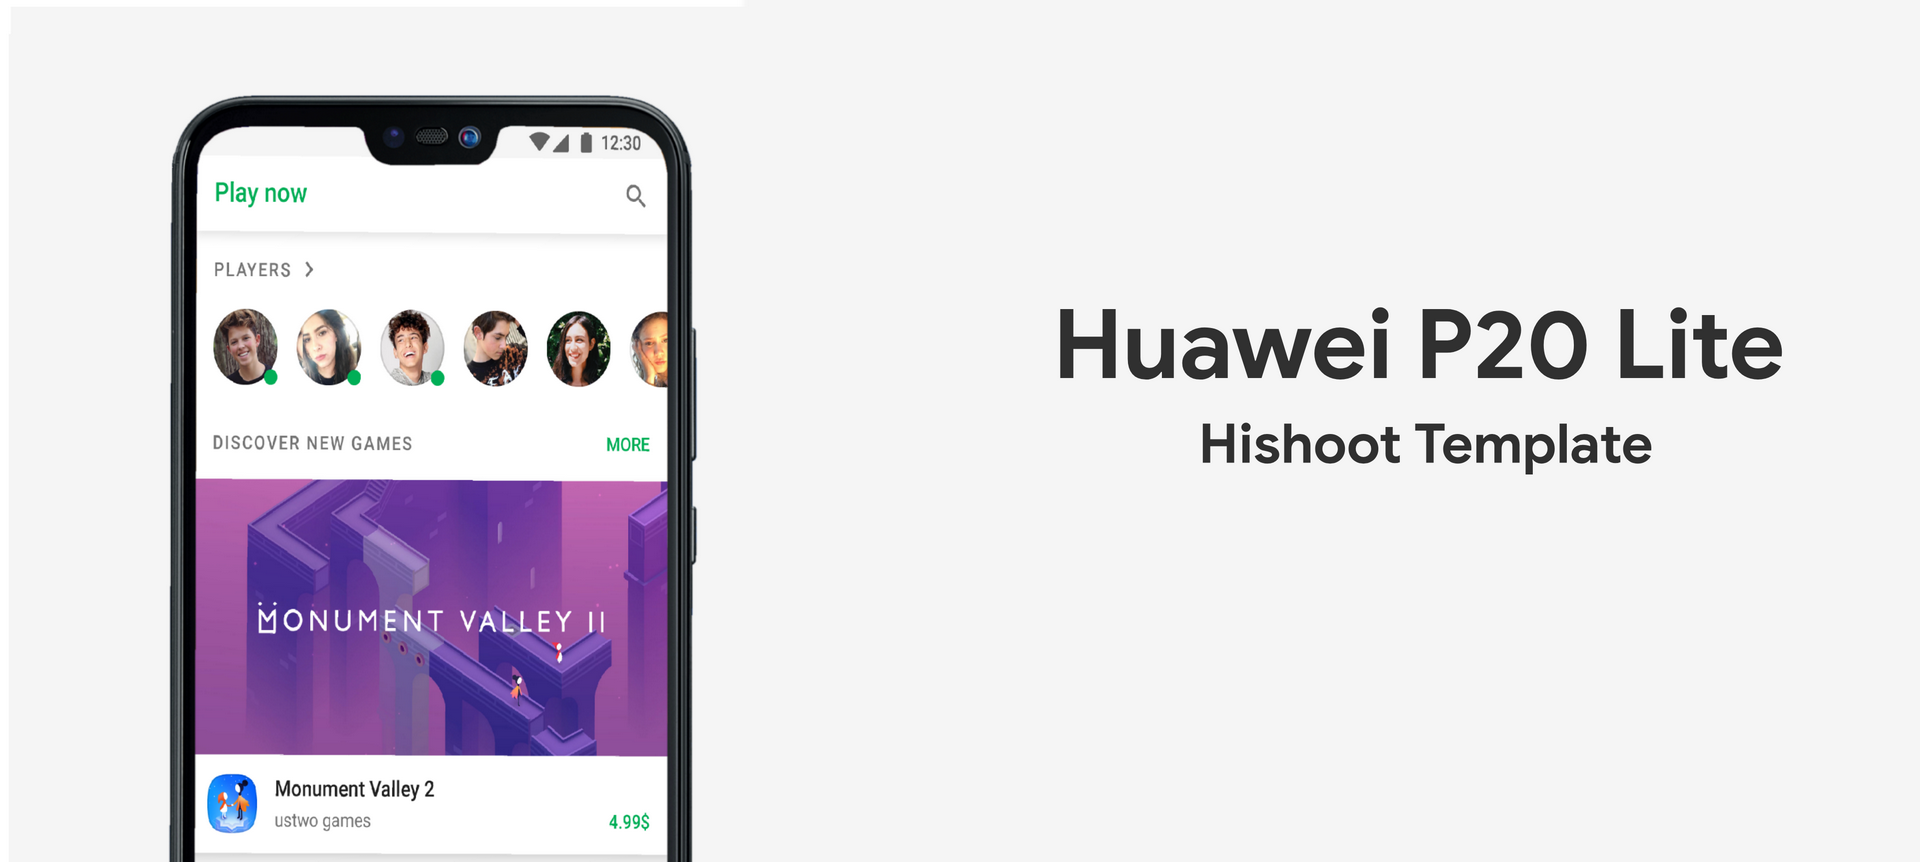 12:30
Play now
PLAYERS >
DISCOVER NEW GAMES MORE
MONUMENT VALLEY II
Monument Valley 2
ustwo games
4.99$
Huawei P20 Lite
Hishoot Template